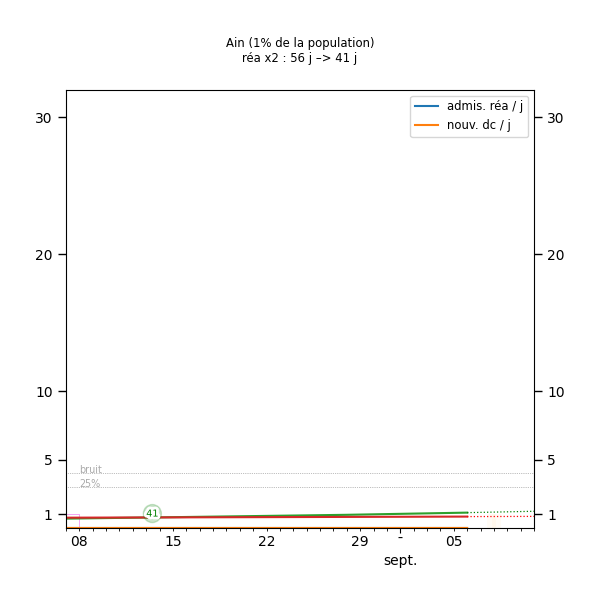 Ain (1% de la population)
réa x2 : 56 j –> 41 j
admis. réa / j
nouv. dc / j
30 30
20 20
10 10
5 5
bruit
25%
41
1 1
08 15 22 29 - 05
sept.